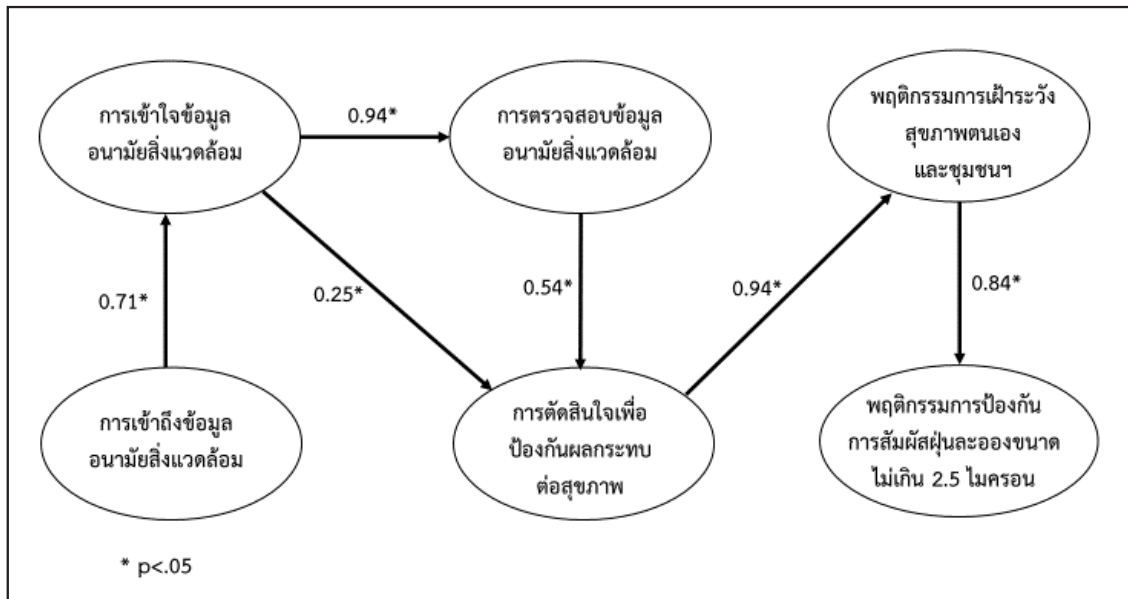 การเข้าใจข้อมูล
อนามัยสิ่งแวดล้อม
0.94*
การตรวจสอบข้อมูล
อนามัยสิ่งแวดล้อม
พฤติกรรมการเฝ้าระวัง
สุขภาพตนเอง
และชุมชนฯ
0.71*
0.25*
0.54*
0.94*
0.84*
การเข้าถึงข้อมูล
อนามัยสิ่งแวดล้อม
การตัดสินใจเพื่อ
ป้องกันผลกระทบ
ต่อสุขภาพ
พฤติกรรมการป้องกัน
การสัมผัสฝุ่นละอองขนาด
ไม่เกิน 2.5 ไมครอน
* p<.05